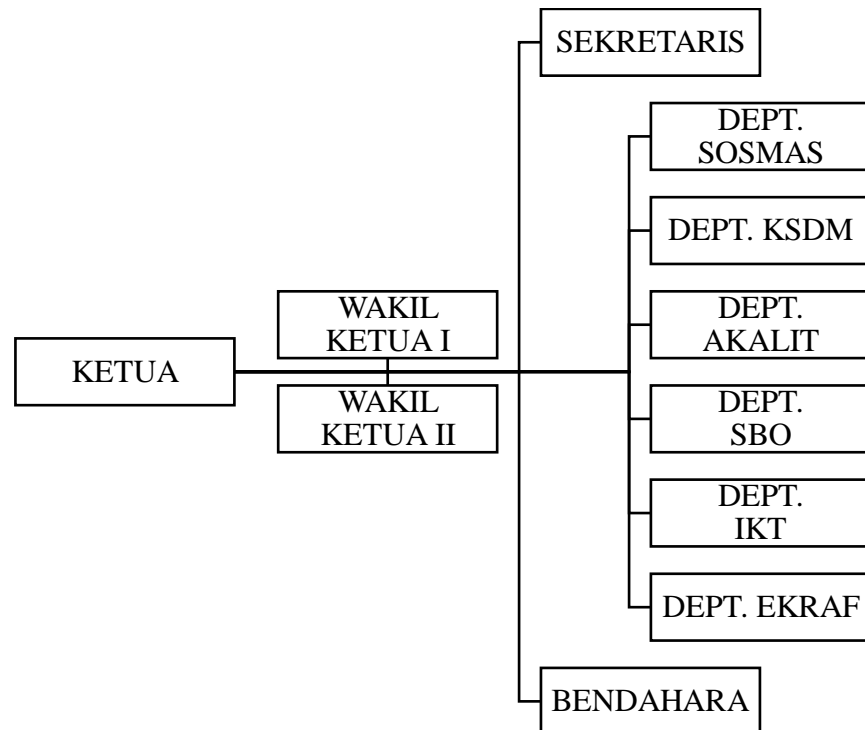 SEKRETARIS
DEPT.
SOSMAS
DEPT. KSDM
WAKIL
KETUA I
DEPT.
AKALIT
KETUA
WAKIL
KETUA II
DEPT.
SBO
DEPT.
IKT
DEPT. EKRAF
BENDAHARA